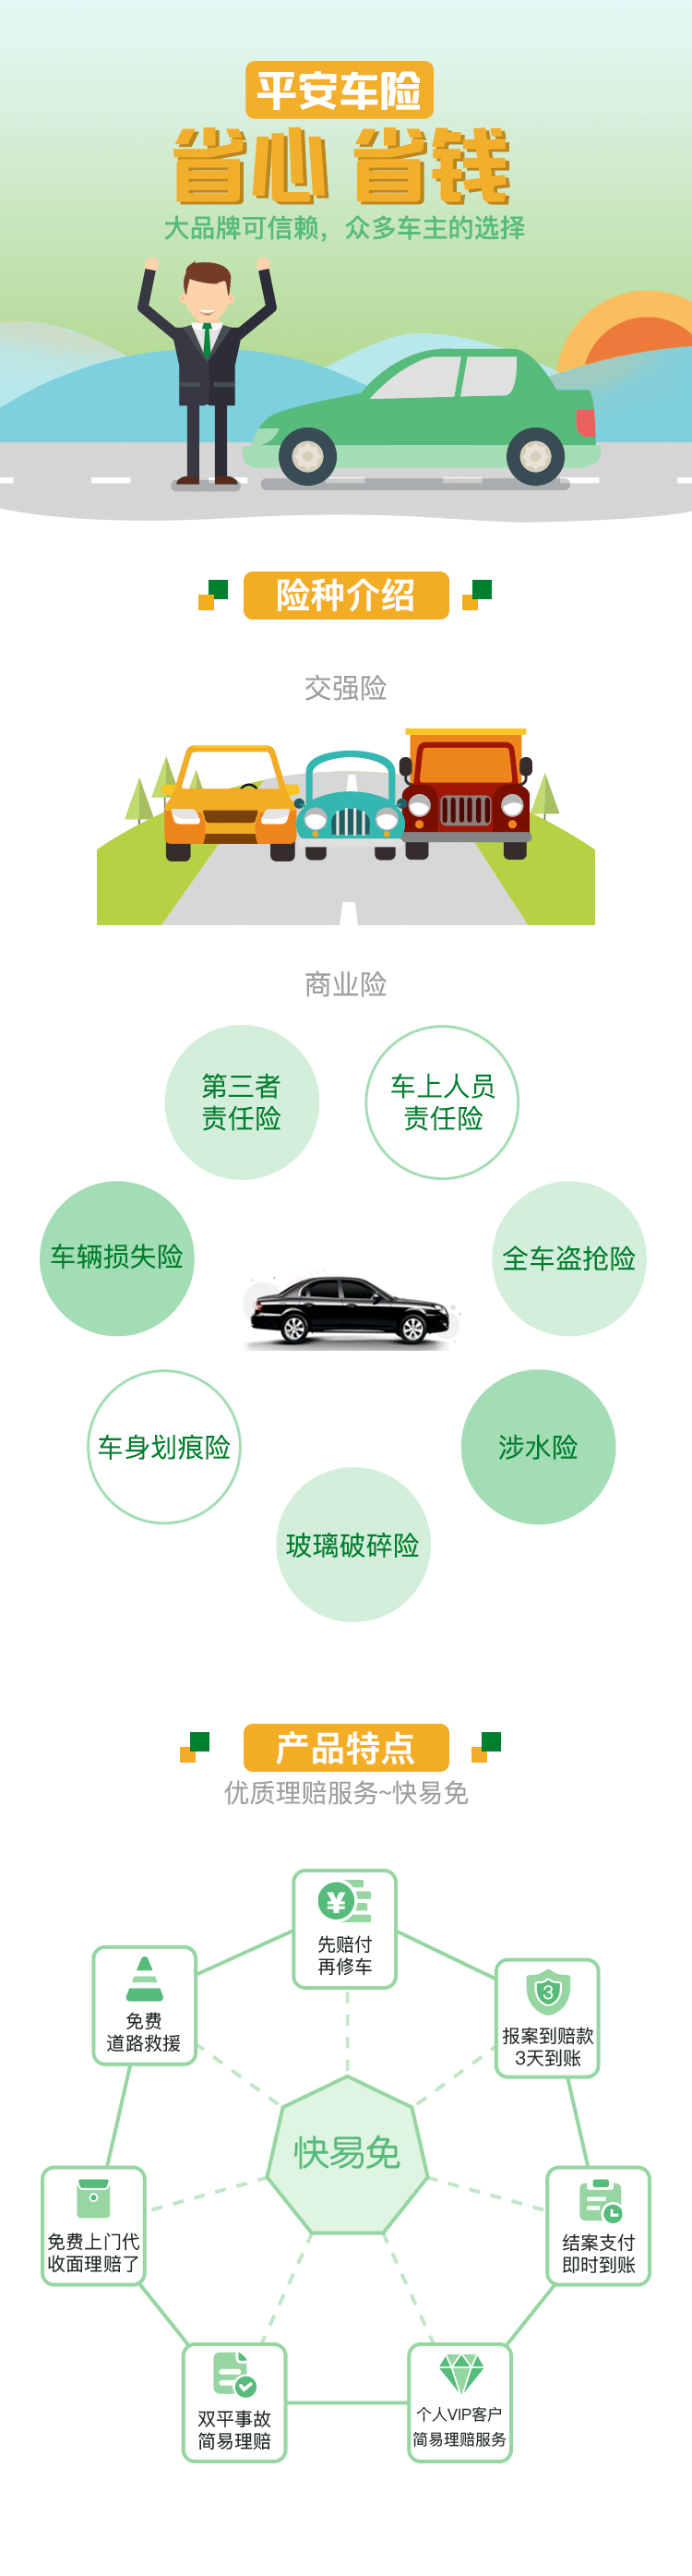 平安车险
省心 省钱
大品牌可信赖，众多车主的选择
险种介绍
交强险
商业险
第三者
责任险
车上人员
责任险
车辆损失险
全车盗抢险
车身划痕险
涉水险
玻璃破碎险
产品特点
优质理赔服务~快易免
¥
先赔付
再修车
免费
道路救援
3
报案到赔款
3天到账
快易免
免费上门代
收面理赔了
结案支付
即时到账
双平事故
简易理赔
个人VIP客户
简易理赔服务